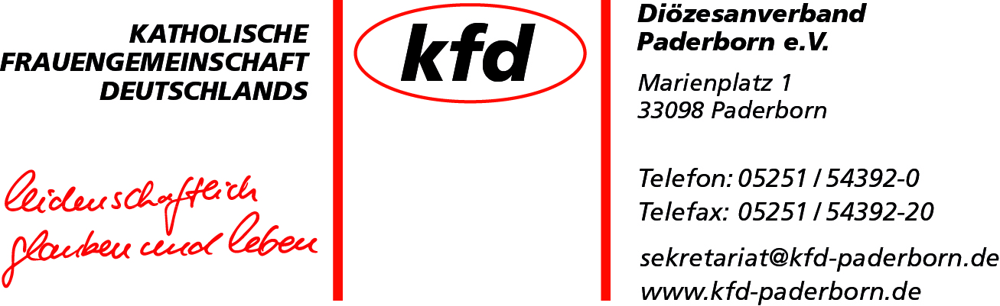 KATHOLISCHE
FRAUENGEMEINSCHAFT
DEUTSCHLANDS
leidenschaftlich
glauben und leben
kfd
Diözesanverband
Paderborn e.V.
Marienplatz 1
33098 Paderborn
Telefon: 05251 / 54392-0
Telefax: 05251 / 54392-20
sekretariat@kfd-paderborn.de
www.kfd-paderborn.de